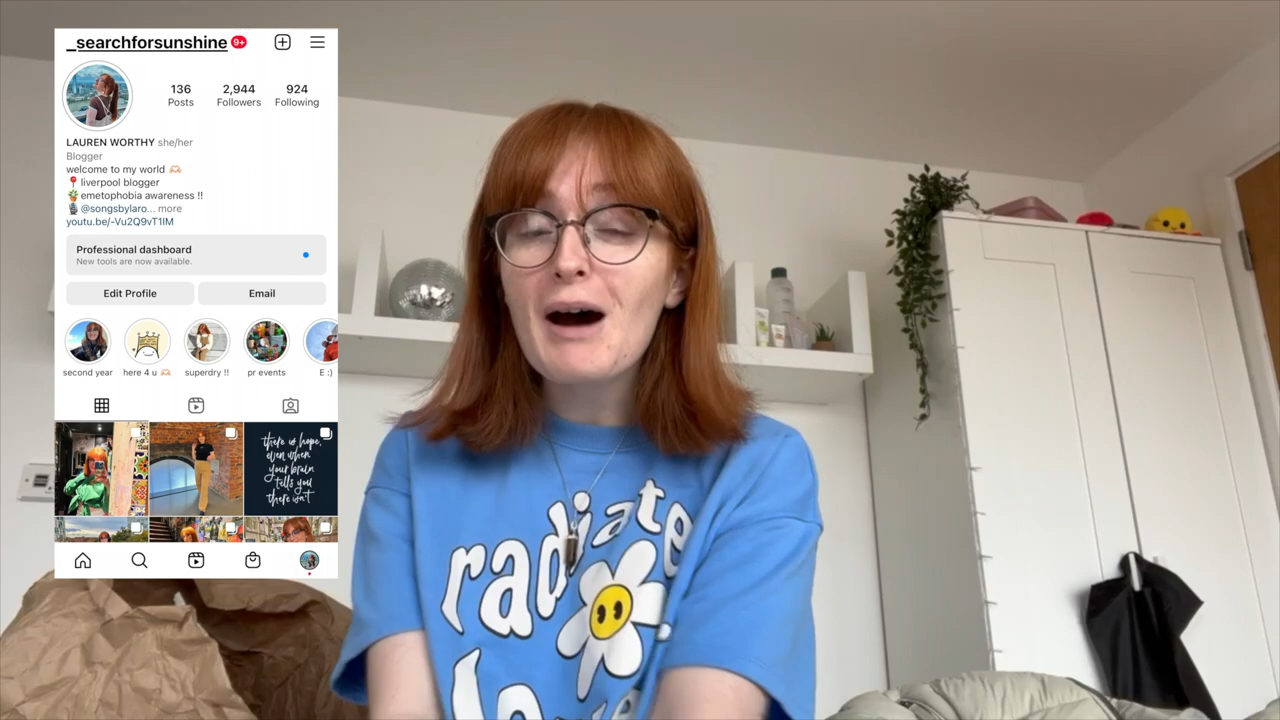 _searchforsunshine 9+
136 2,944 924
Posts Followers Following
LAUREN WORTHY she/her
Blogger
welcome to my world 🫶🏻
📍 liverpool blogger
🪴 emetophobia awareness !!
🎙️ @songsbylaro... more
youtu.be/-Vu2Q9vT1IM
Professional dashboard
New tools are now available.
Edit Profile Email
second year here 4 u 🫶🏻 superdry !! pr events E :)
there is hope,
even when
your brain
tells you
there isn't
radiate
love